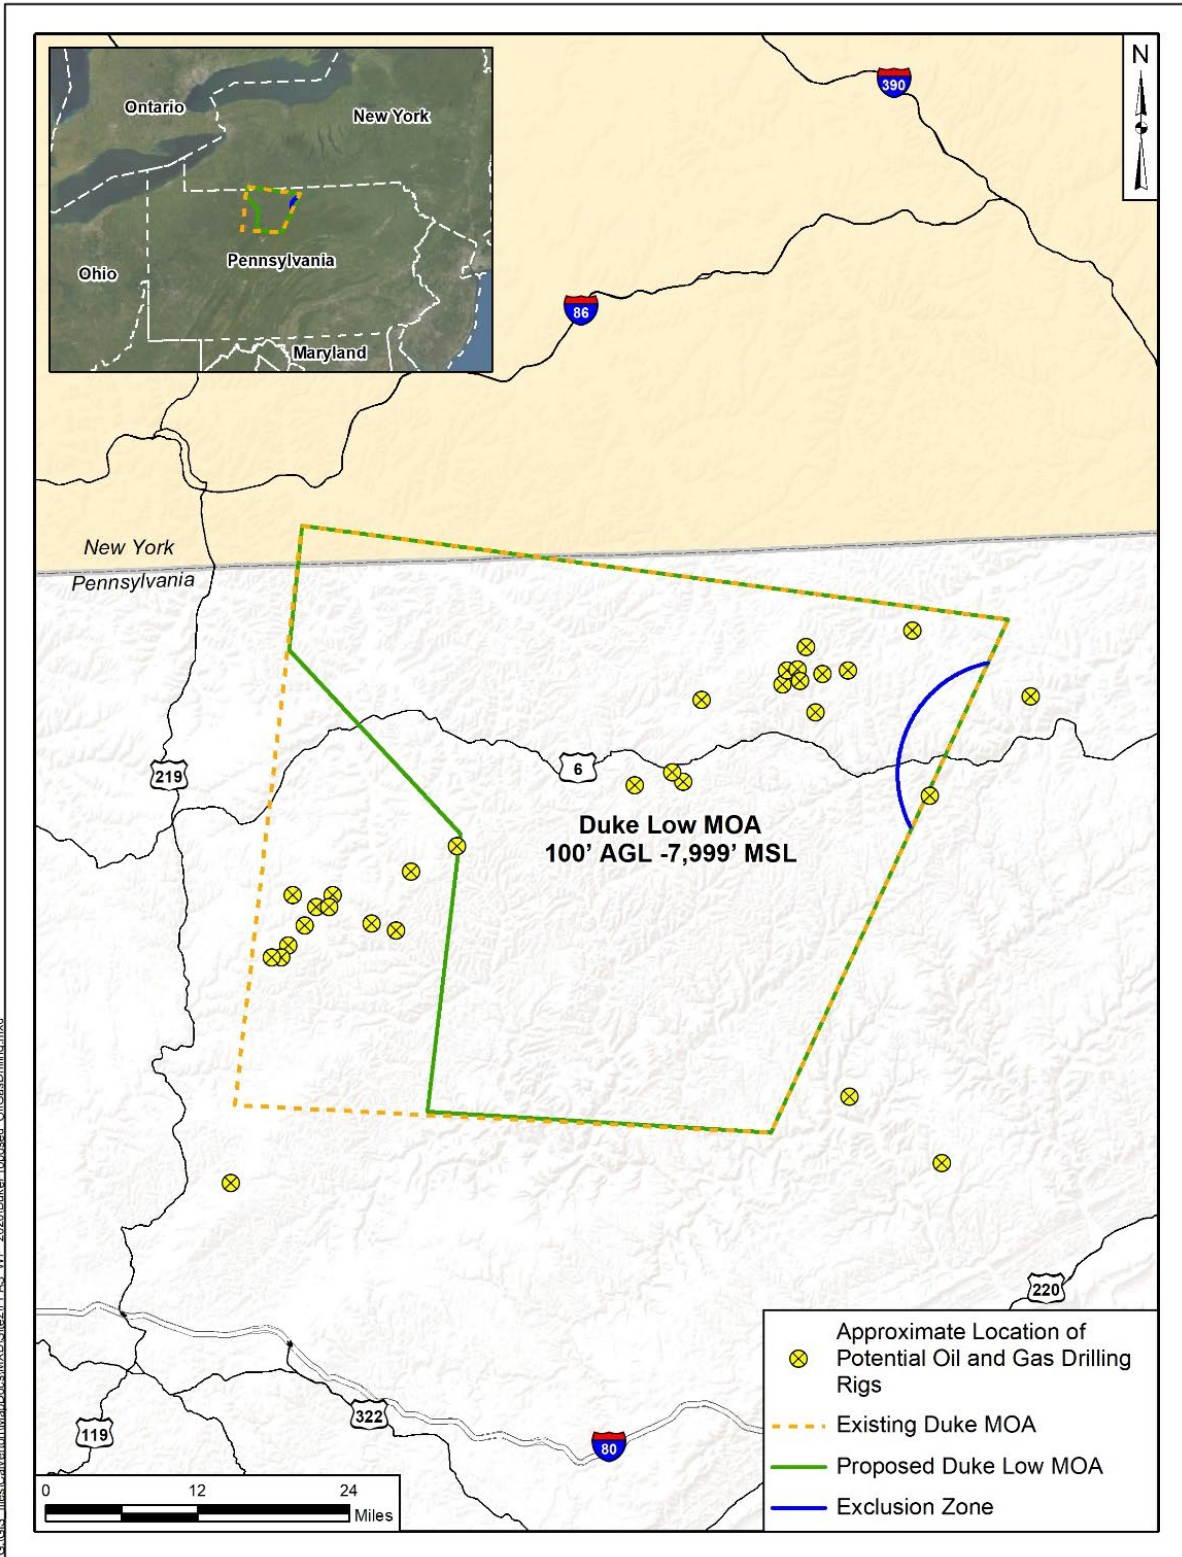 N
390
Ontario
New York
Pennsylvania
Ohio
Maryland
86
New York
Pennsylvania
219
6
Duke Low MOA
100' AGL -7,999' MSL
220
322
119
80
Approximate Location of
Potential Oil and Gas Drilling
Rigs
Existing Duke MOA
Proposed Duke Low MOA
Exclusion Zone
0 12 24
Miles